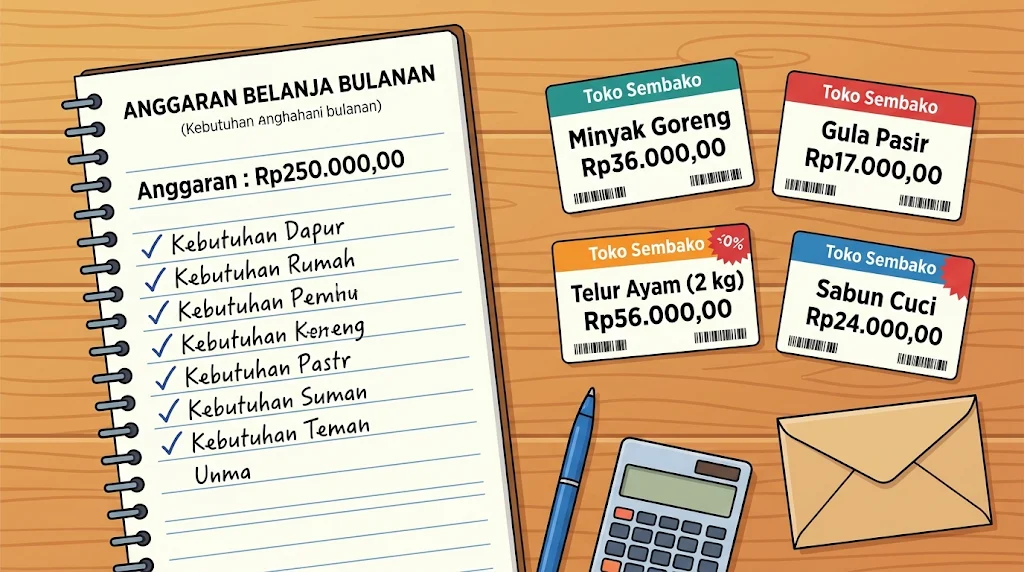 ANGGARAN BELANJA BULANAN
(Kebutuhan anghahani bulanan)
Anggaran : Rp250.000,00
✓ Kebutuhan Dapur
✓ Kebutuhan Rumah
✓ Kebutuhan Pemhu
✓ Kebutuhan Kereng
✓ Kebutuhan Pastr
✓ Kebutuhan Suman
✓ Kebutuhan Teman
Unma
Toko Sembako
Minyak Goreng
Rp36.000,00
Toko Sembako
Gula Pasir
Rp17.000,00
Toko Sembako
-0%
Telur Ayam (2 kg)
Rp56.000,00
Toko Sembako
Sabun Cuci
Rp24.000,00